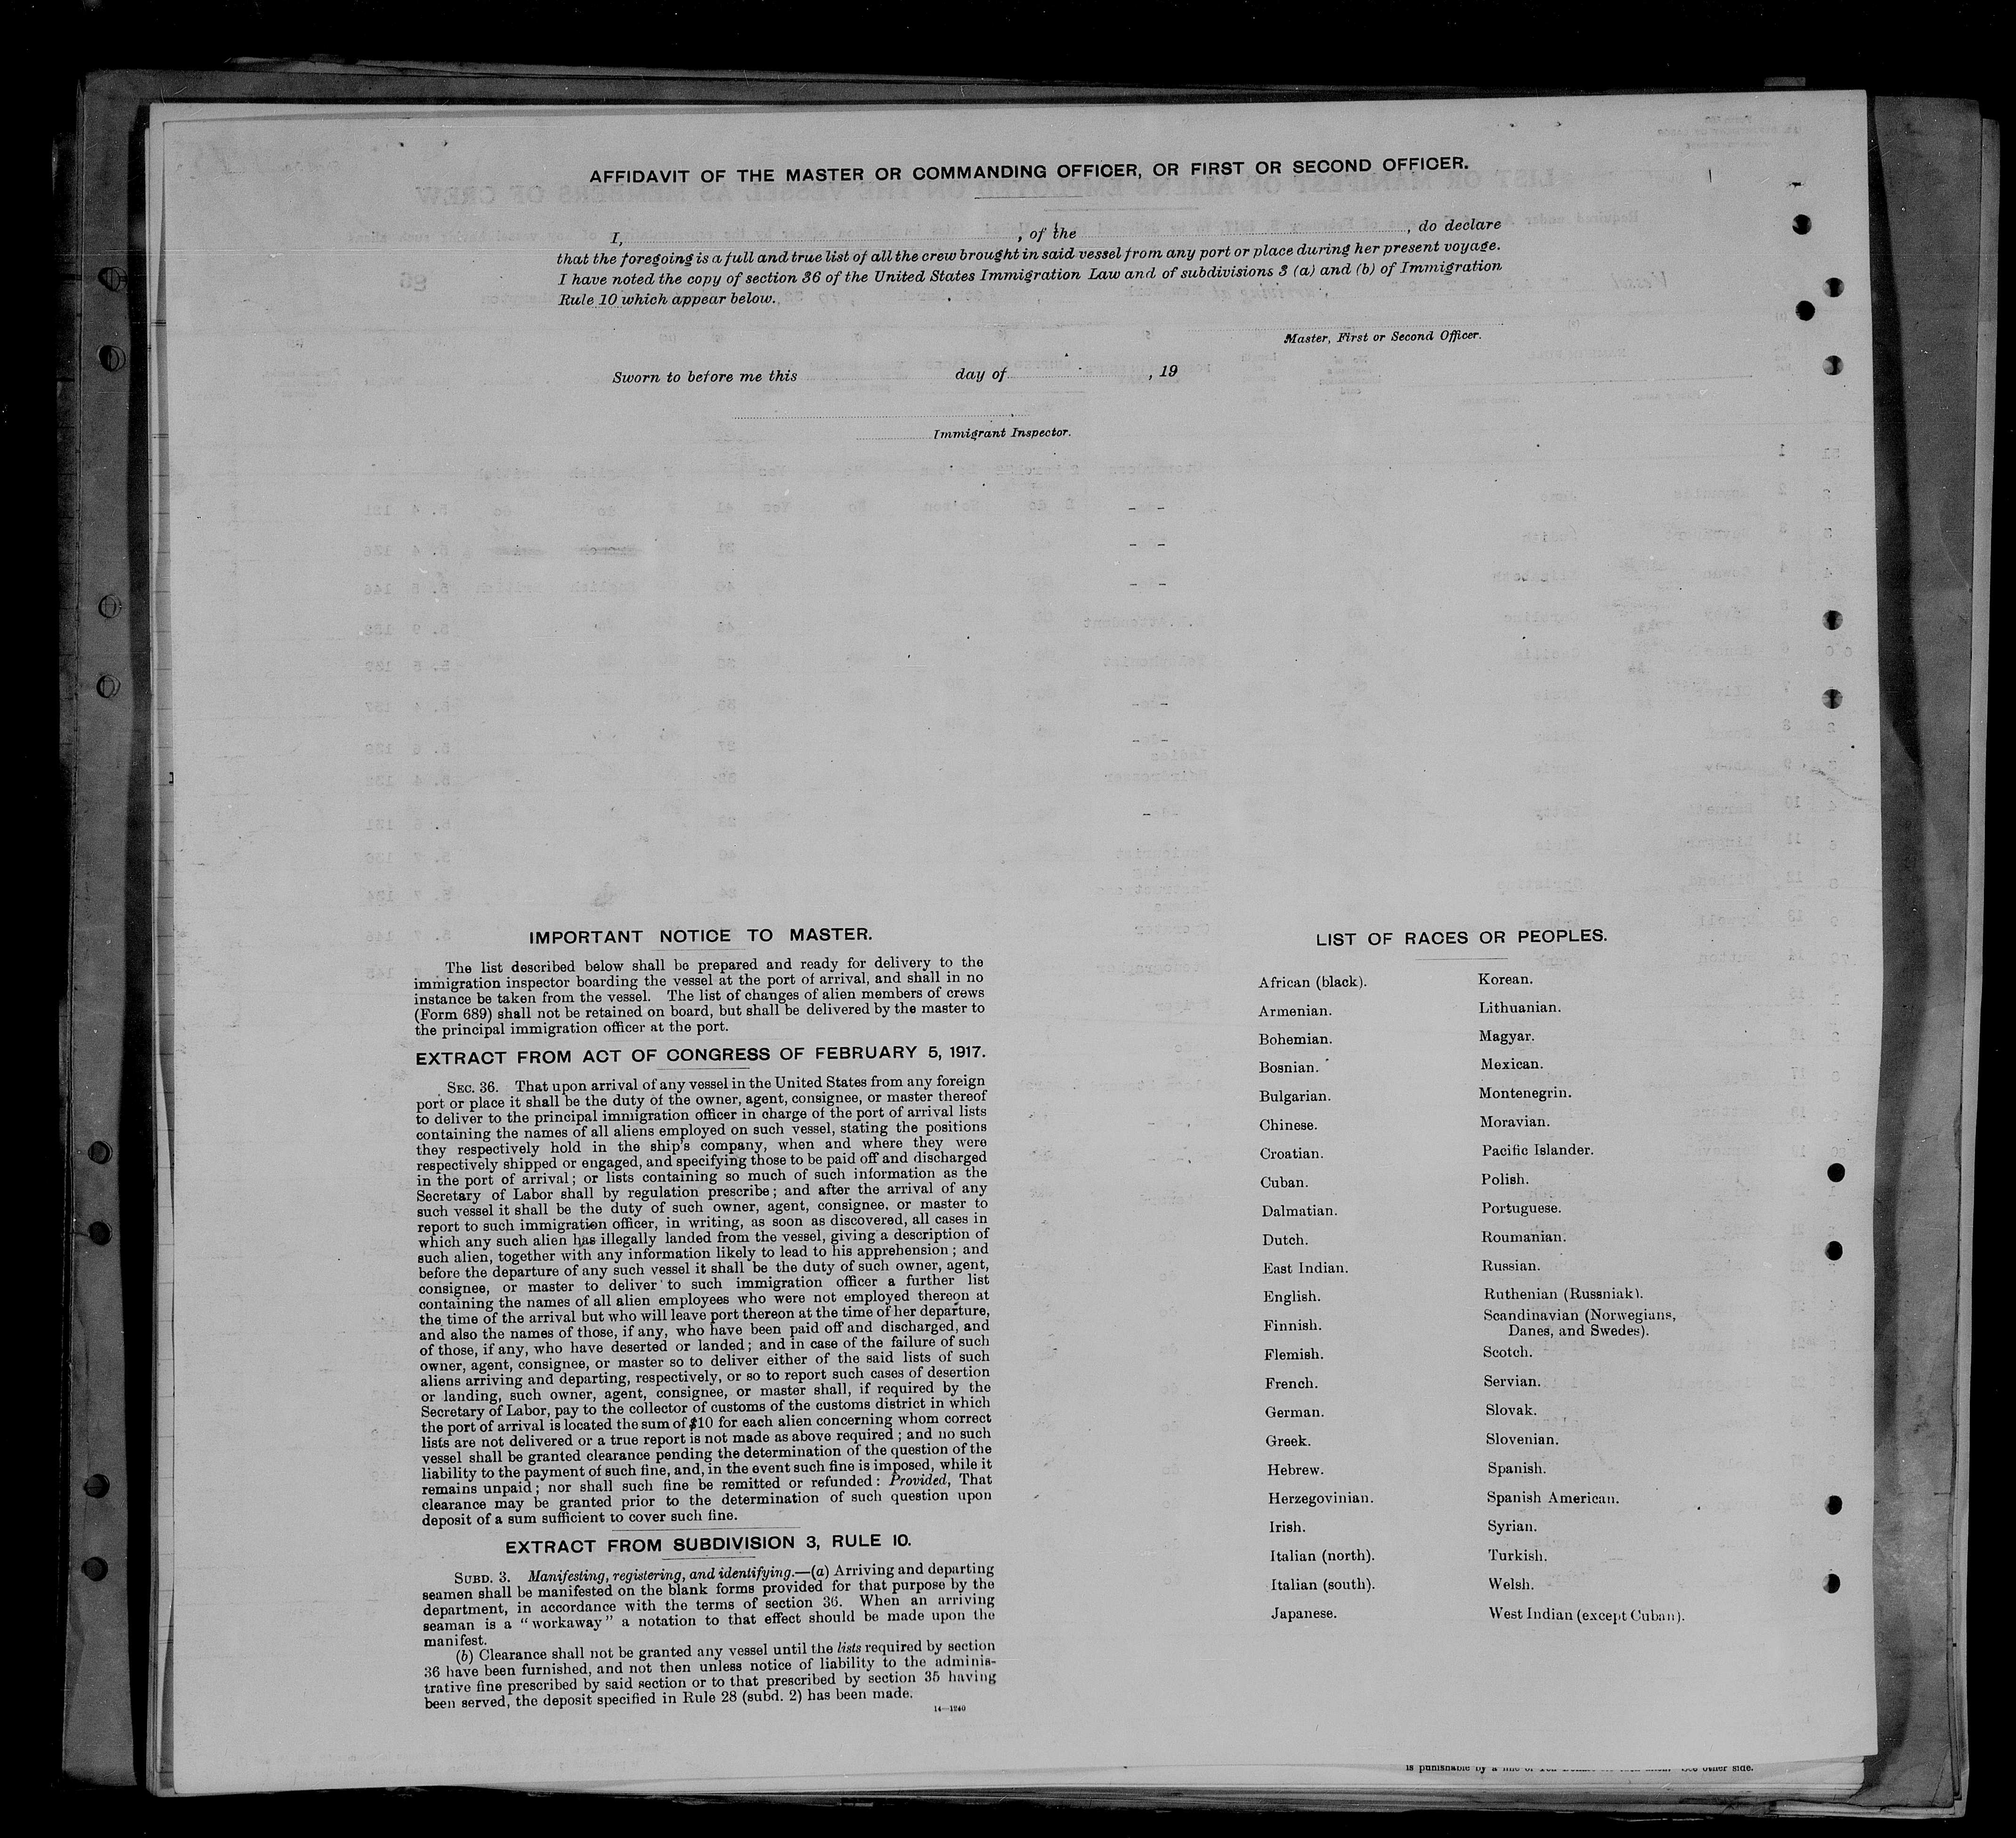 AFFIDAVIT OF THE MASTER OR COMMANDING OFFICER, OR FIRST OR SECOND OFFICER.
I, , of the , do declare
that the foregoing is a full and true list of all the crew brought in said vessel from any port or place during her present voyage.
I have noted the copy of section 36 of the United States Immigration Law and of subdivisions 3 (a) and (b) of Immigration
Rule 10 which appear below.
Master, First or Second Officer.
Sworn to before me this day of , 19
Immigrant Inspector.
IMPORTANT NOTICE TO MASTER.
The list described below shall be prepared and ready for delivery to the
immigration inspector boarding the vessel at the port of arrival, and shall in no
instance be taken from the vessel. The list of changes of alien members of crews
(Form 689) shall not be retained on board, but shall be delivered by the master to
the principal immigration officer at the port.
EXTRACT FROM ACT OF CONGRESS OF FEBRUARY 5, 1917.
SEC. 36. That upon arrival of any vessel in the United States from any foreign
port or place it shall be the duty of the owner, agent, consignee, or master thereof
to deliver to the principal immigration officer in charge of the port of arrival lists
containing the names of all aliens employed on such vessel, stating the positions
they respectively hold in the ship's company, when and where they were
respectively shipped or engaged, and specifying those to be paid off and discharged
in the port of arrival; or lists containing so much of such information as the
Secretary of Labor shall by regulation prescribe; and after the arrival of any
such vessel it shall be the duty of such owner, agent, consignee, or master to
report to such immigration officer, in writing, as soon as discovered, all cases in
which any such alien has illegally landed from the vessel, giving a description of
such alien, together with any information likely to lead to his apprehension; and
before the departure of any such vessel it shall be the duty of such owner, agent,
consignee, or master to deliver to such immigration officer a further list
containing the names of all alien employees who were not employed thereon at
the time of the arrival but who will leave port thereon at the time of her departure,
and also the names of those, if any, who have been paid off and discharged, and
of those, if any, who have deserted or landed; and in case of the failure of such
owner, agent, consignee, or master so to deliver either of the said lists of such
aliens arriving and departing, respectively, or so to report such cases of desertion
or landing, such owner, agent, consignee, or master shall, if required by the
Secretary of Labor, pay to the collector of customs of the customs district in which
the port of arrival is located the sum of $10 for each alien concerning whom correct
lists are not delivered or a true report is not made as above required; and no such
vessel shall be granted clearance pending the determination of the question of the
liability to the payment of such fine, and, in the event such fine is imposed, while it
remains unpaid; nor shall such fine be remitted or refunded: Provided, That
clearance may be granted prior to the determination of such question upon
deposit of a sum sufficient to cover such fine.
EXTRACT FROM SUBDIVISION 3, RULE 10.
SUBD. 3. Manifesting, registering, and identifying.—(a) Arriving and departing
seamen shall be manifested on the blank forms provided for that purpose by the
department, in accordance with the terms of section 36. When an arriving
seaman is a "workaway" a notation to that effect should be made upon the
manifest.
(b) Clearance shall not be granted any vessel until the lists required by section
36 have been furnished, and not then unless notice of liability to the adminis-
trative fine prescribed by said section or to that prescribed by section 35 having
been served, the deposit specified in Rule 28 (subd. 2) has been made.
14—1240
LIST OF RACES OR PEOPLES.
African (black).
Armenian.
Bohemian.
Bosnian.
Bulgarian.
Chinese.
Croatian.
Cuban.
Dalmatian.
Dutch.
East Indian.
English.
Finnish.
Flemish.
French.
German.
Greek.
Hebrew.
Herzegovinian.
Irish.
Italian (north).
Italian (south).
Japanese.
Korean.
Lithuanian.
Magyar.
Mexican.
Montenegrin.
Moravian.
Pacific Islander.
Polish.
Portuguese.
Roumanian.
Russian.
Ruthenian (Russniak).
Scandinavian (Norwegians,
Danes, and Swedes).
Scotch.
Servian.
Slovak.
Slovenian.
Spanish.
Spanish American.
Syrian.
Turkish.
Welsh.
West Indian (except Cuban).
is punishable by a fine of other side.